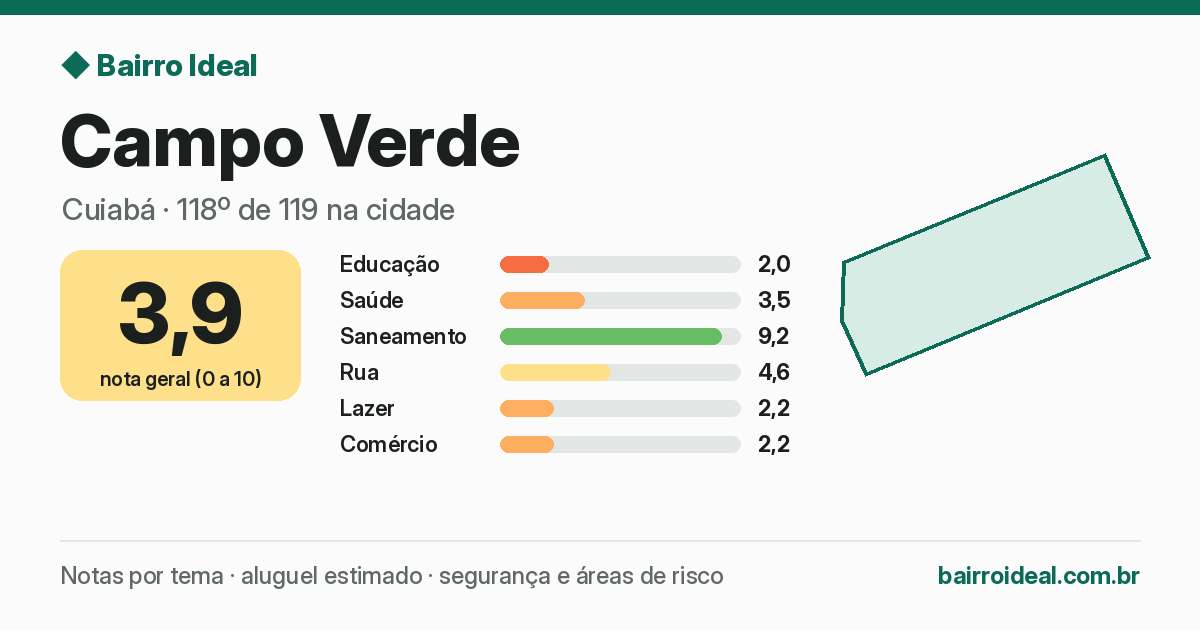 Bairro Ideal
Campo Verde
Cuiabá · 118º de 119 na cidade
3,9
nota geral (0 a 10)
Educação 2,0
Saúde 3,5
Saneamento 9,2
Rua 4,6
Lazer 2,2
Comércio 2,2
Notas por tema · aluguel estimado · segurança e áreas de risco
bairroideal.com.br